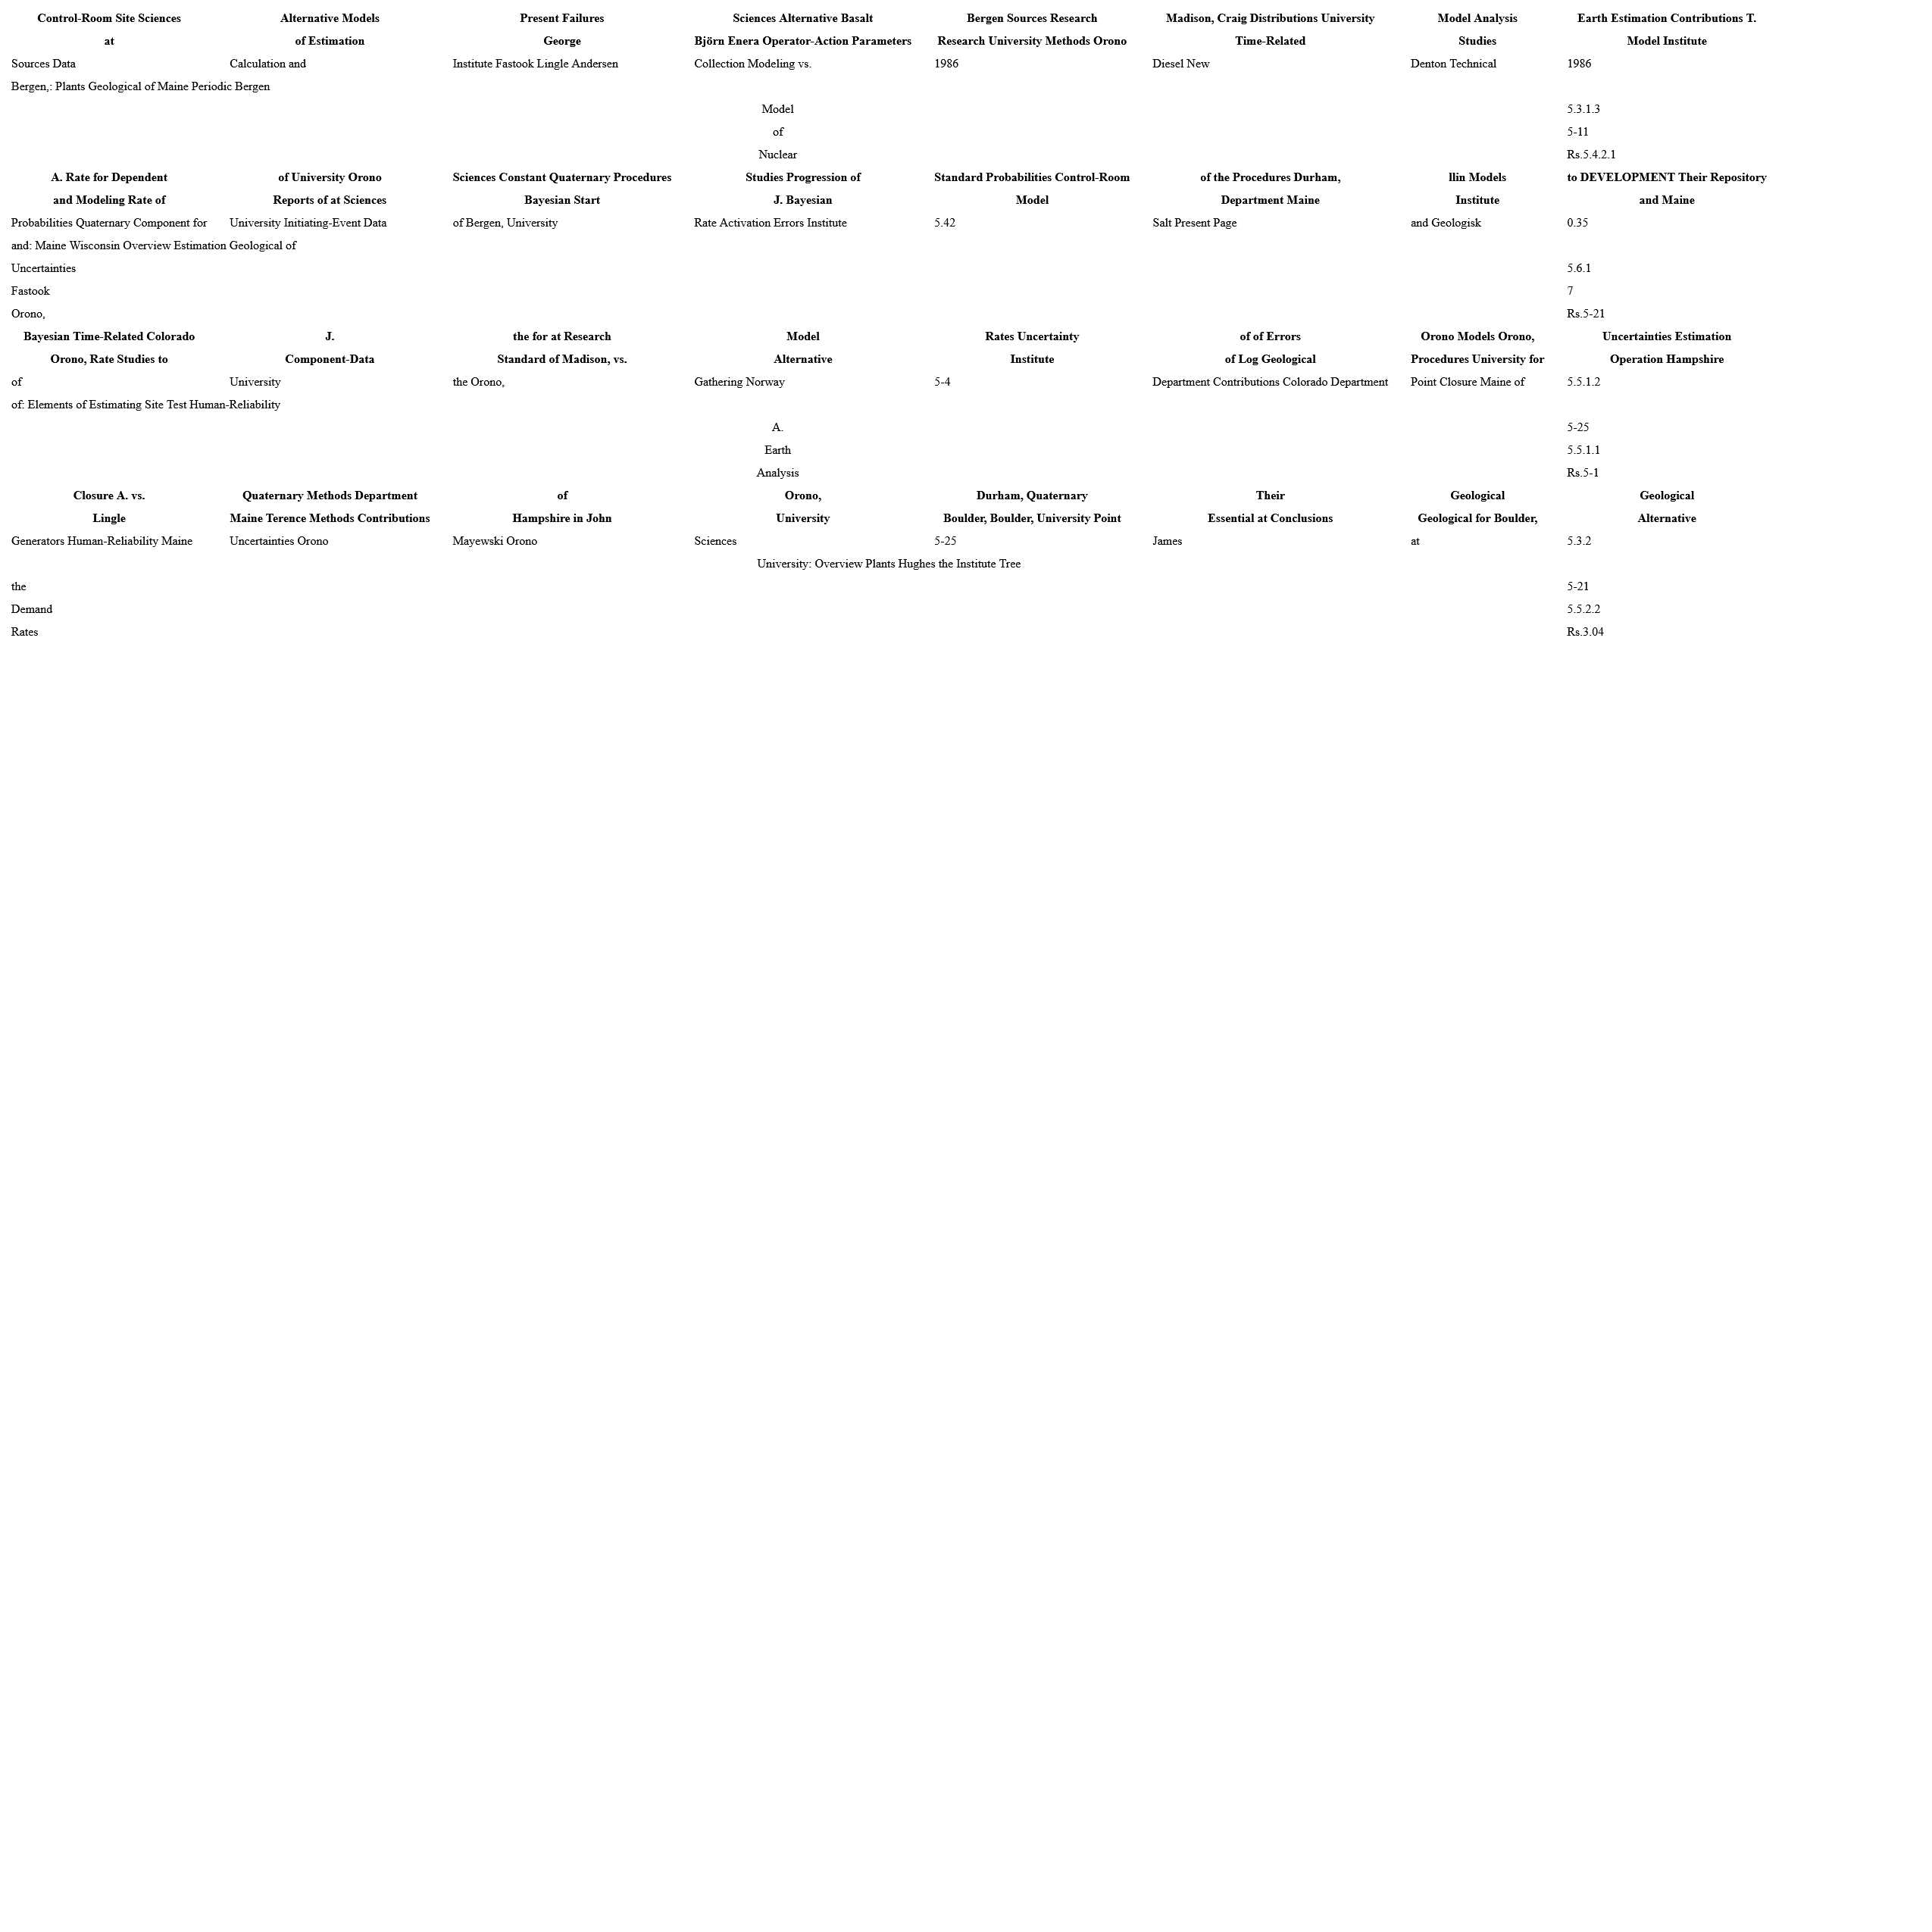 Control-Room Site Sciences Alternative Models Present Failures Sciences Alternative Basalt Bergen Sources Research Madison, Craig Distributions University Model Analysis Earth Estimation Contributions T.
at of Estimation George Björn Enera Operator-Action Parameters Research University Methods Orono Time-Related Studies Model Institute
Sources Data Calculation and Institute Fastook Lingle Andersen Collection Modeling vs. 1986 Diesel New Denton Technical 1986
Bergen,: Plants Geological of Maine Periodic Bergen
Model 5.3.1.3
of 5-11
Nuclear Rs.5.4.2.1
A. Rate for Dependent of University Orono Sciences Constant Quaternary Procedures Studies Progression of Standard Probabilities Control-Room of the Procedures Durham, llin Models to DEVELOPMENT Their Repository
and Modeling Rate of Reports of at Sciences Bayesian Start J. Bayesian Model Department Maine Institute and Maine
Probabilities Quaternary Component for University Initiating-Event Data of Bergen, University Rate Activation Errors Institute 5.42 Salt Present Page and Geologisk 0.35
and: Maine Wisconsin Overview Estimation Geological of
Uncertainties 5.6.1
Fastook 7
Orono, Rs.5-21
Bayesian Time-Related Colorado J. the for at Research Model Rates Uncertainty of of Errors Orono Models Orono, Uncertainties Estimation
Orono, Rate Studies to Component-Data Standard of Madison, vs. Alternative Institute of Log Geological Procedures University for Operation Hampshire
of University the Orono, Gathering Norway 5-4 Department Contributions Colorado Department Point Closure Maine of 5.5.1.2
of: Elements of Estimating Site Test Human-Reliability
A. 5-25
Earth 5.5.1.1
Analysis Rs.5-1
Closure A. vs. Quaternary Methods Department of Orono, Durham, Quaternary Their Geological Geological
Lingle Maine Terence Methods Contributions Hampshire in John University Boulder, Boulder, University Point Essential at Conclusions Geological for Boulder, Alternative
Generators Human-Reliability Maine Uncertainties Orono Mayewski Orono Sciences 5-25 James at 5.3.2
University: Overview Plants Hughes the Institute Tree
the 5-21
Demand 5.5.2.2
Rates Rs.3.04